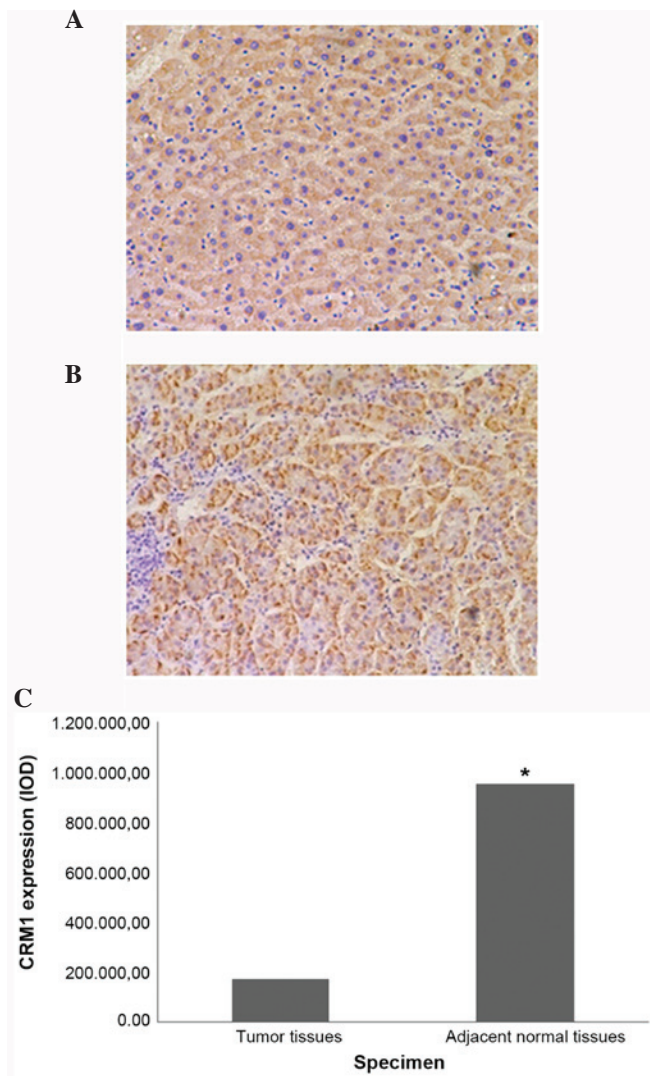 A
B
C
1.200.000,00
1.000.000,00
800.000,00
600.000,00
400.000,00
200.000,00
0.00
CRM1 expression (IOD)
*
Tumor tissues
Adjacent normal tissues
Specimen